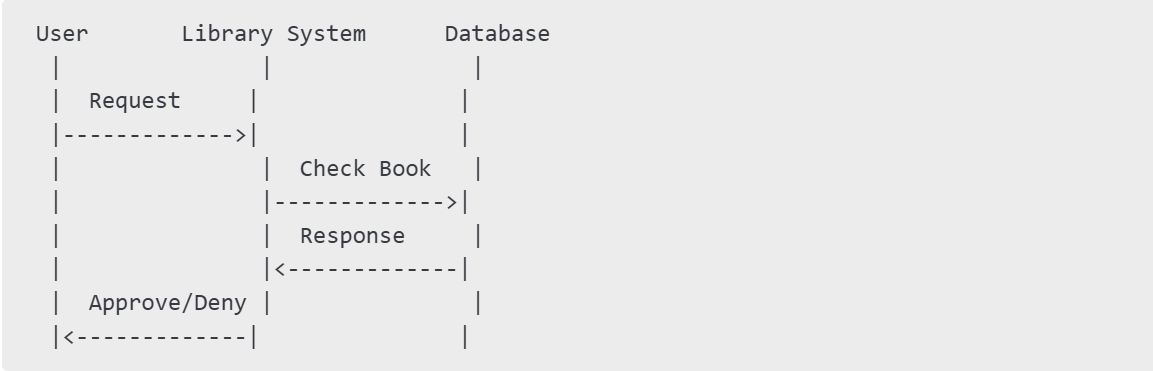 User       Library System      Database
 |               |               |
 |  Request     |               |
 |------------->|               |
 |               |  Check Book   |
 |               |------------->|
 |               |  Response     |
 |               |<-------------|
 |  Approve/Deny |               |
 |<-------------|               |